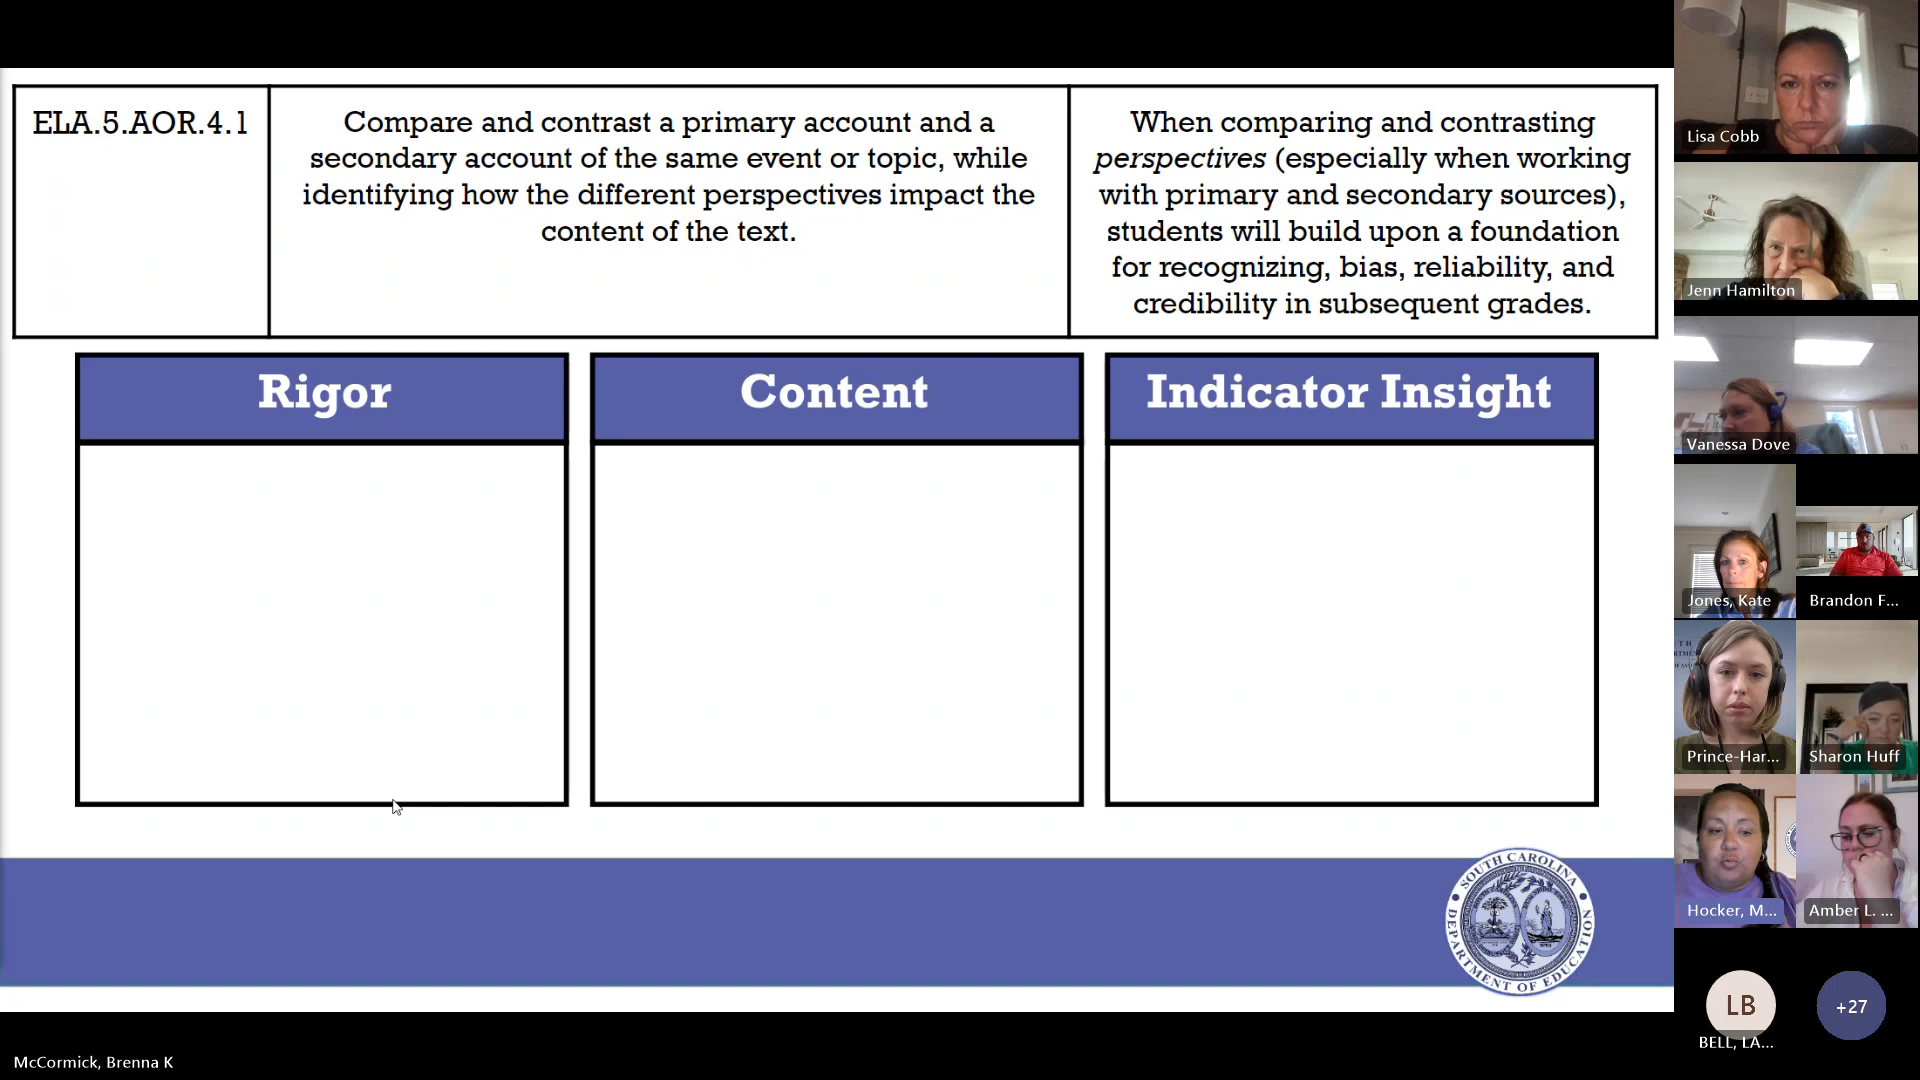 ELA.5.AOR.4.1
Compare and contrast a primary account and a
secondary account of the same event or topic, while
identifying how the different perspectives impact the
content of the text.
When comparing and contrasting
perspectives (especially when working
with primary and secondary sources),
students will build upon a foundation
for recognizing, bias, reliability, and
credibility in subsequent grades.
Rigor
Content
Indicator Insight
SOUTH CAROLINA
DEPARTMENT OF EDUCATION
McCormick, Brenna K
Lisa Cobb
Jenn Hamilton
Vanessa Dove
Jones, Kate
Brandon F...
Prince-Har...
Sharon Huff
Hocker, M...
Amber L. ...
LB
BELL, LA...
+27